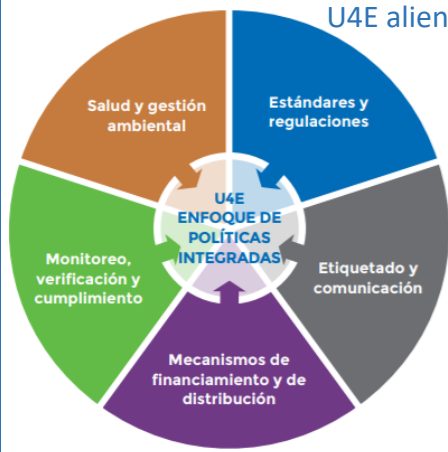 U4E alien
Salud y gestión
ambiental
Estándares y
regulaciones
U4E
ENFOQUE DE
POLÍTICAS
INTEGRADAS
Monitoreo,
verificación y
cumplimiento
Etiquetado y
comunicación
Mecanismos de
financiamiento y de
distribución